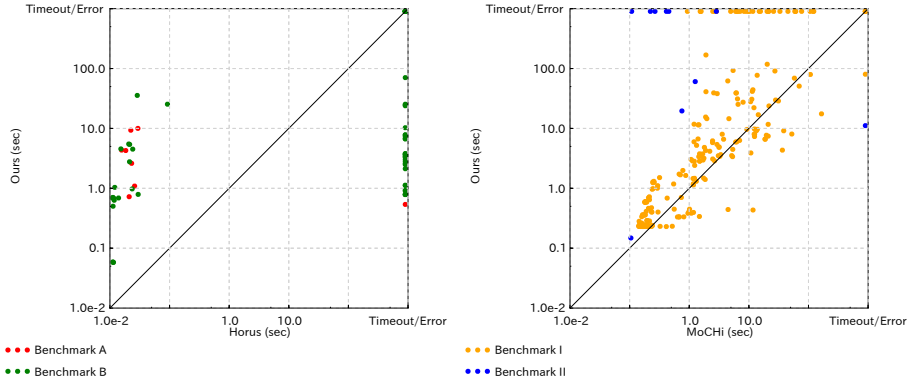 Timeout/Error
100.0
10.0
1.0
0.1
1.0e-2
Ours (sec)
1.0e-2
1.0
10.0
Timeout/Error
Horus (sec)
Benchmark A
Benchmark B
Timeout/Error
100.0
10.0
1.0
0.1
1.0e-2
Ours (sec)
1.0e-2
1.0
10.0
Timeout/Error
MoCHi (sec)
Benchmark I
Benchmark II